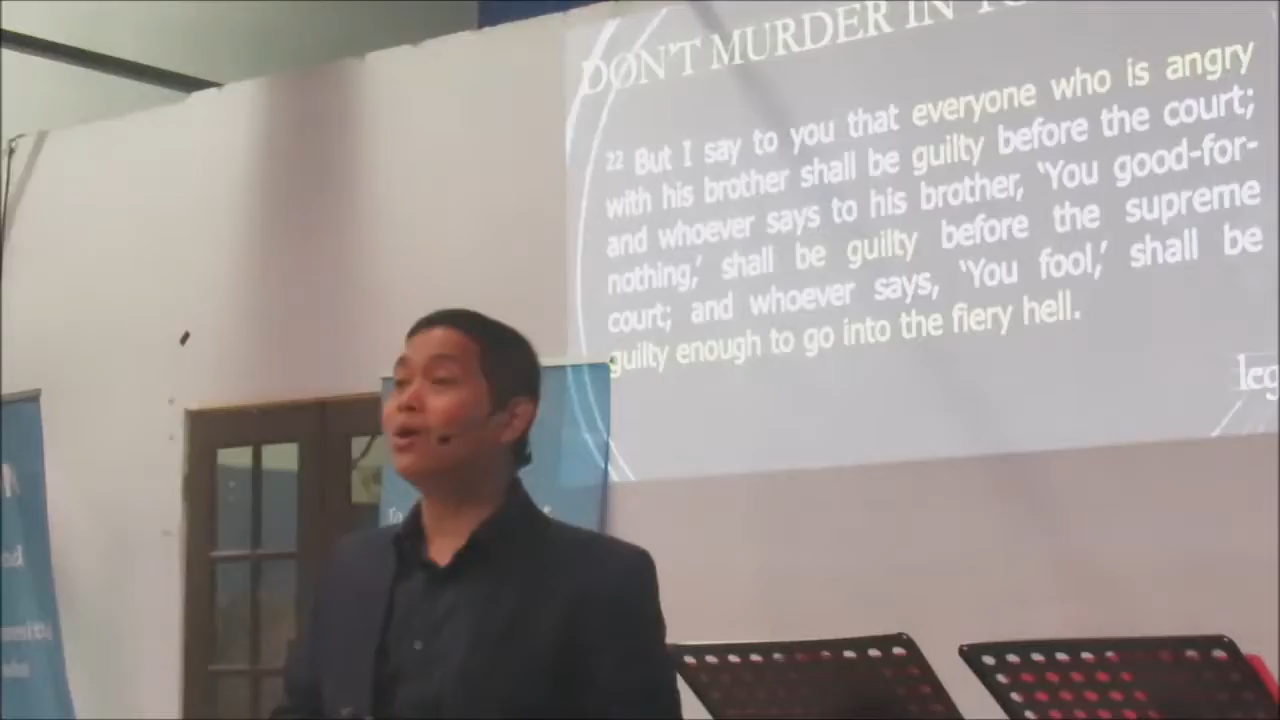 DON'T MURDER IN
22 But I say to you that everyone who is angry
with his brother shall be guilty before the court;
and whoever says to his brother, 'You good-for-
nothing,' shall be guilty before the supreme
court; and whoever says, 'You fool,' shall be
guilty enough to go into the fiery hell.
leg